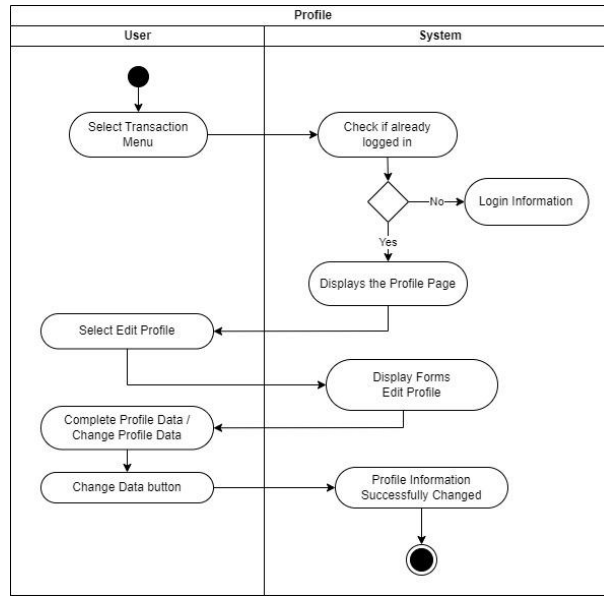 Profile
User
System
Select Transaction
Menu
Check if already
logged in
No
Login Information
Yes
Displays the Profile Page
Select Edit Profile
Display Forms
Edit Profile
Complete Profile Data /
Change Profile Data
Change Data button
Profile Information
Successfully Changed